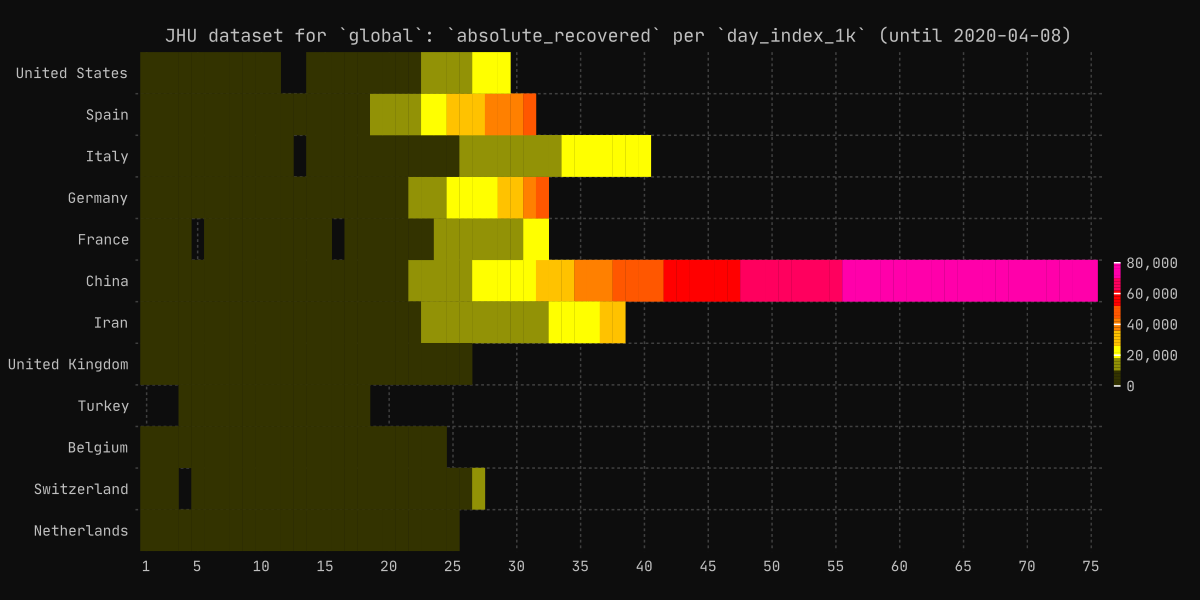 JHU dataset for `global`: `absolute_recovered` per `day_index_1k` (until 2020-04-08)
United States
Spain
Italy
Germany
France
China
Iran
United Kingdom
Turkey
Belgium
Switzerland
Netherlands
1 5 10 15 20 25 30 35 40 45 50 55 60 65 70 75
80,000
60,000
40,000
20,000
0